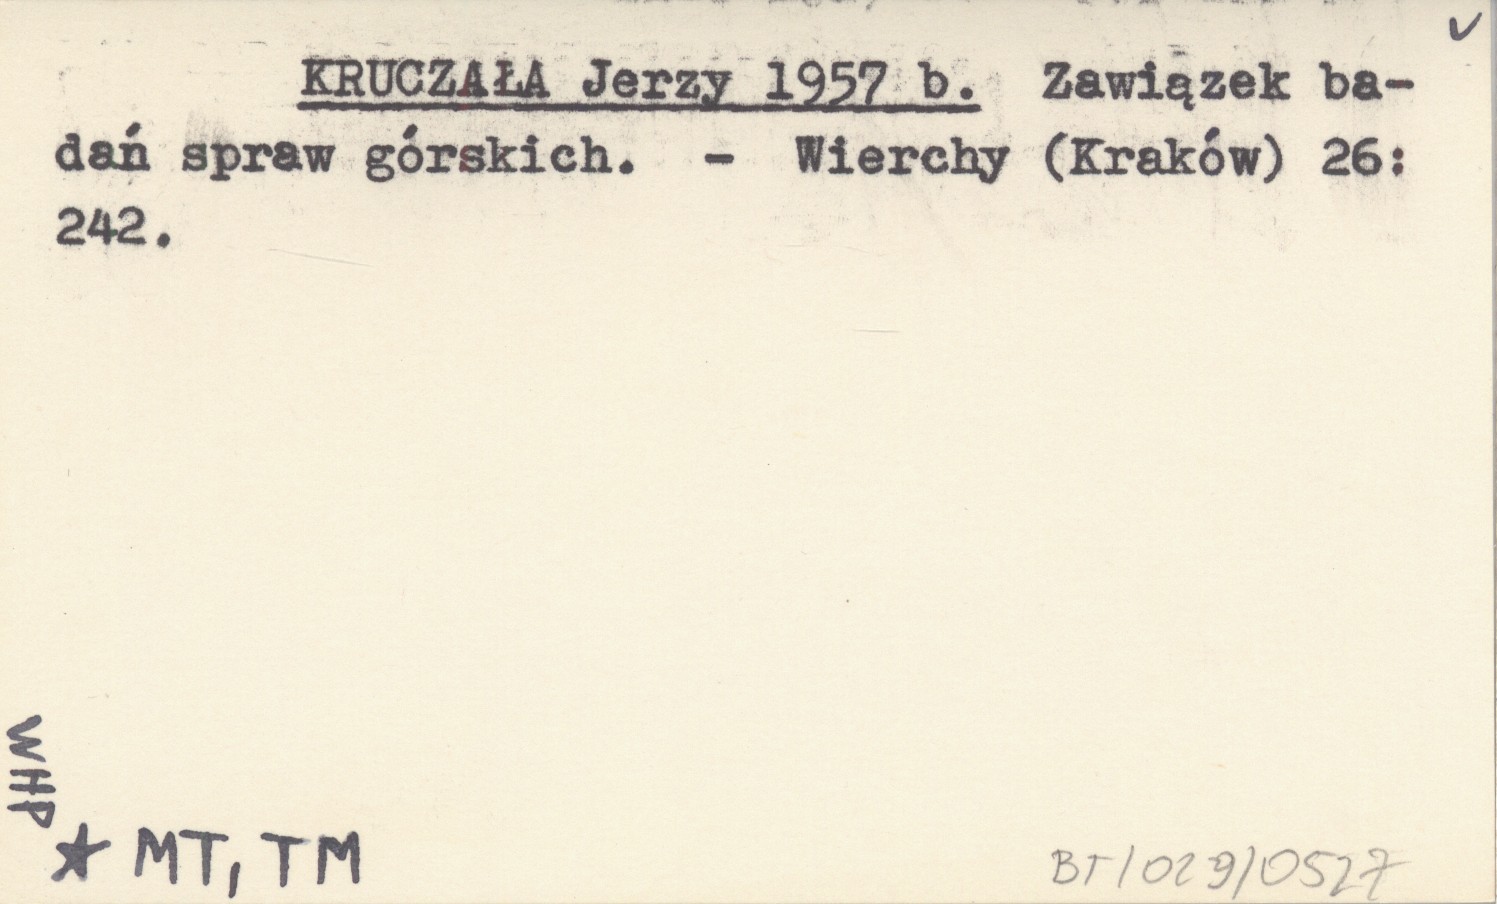 KRUCZAŁA Jerzy 1957 b. Zawiązek ba-
dań spraw górskich. - Wierchy (Kraków) 26:
242.
WHP
★ MT, TM
BT/029/0527